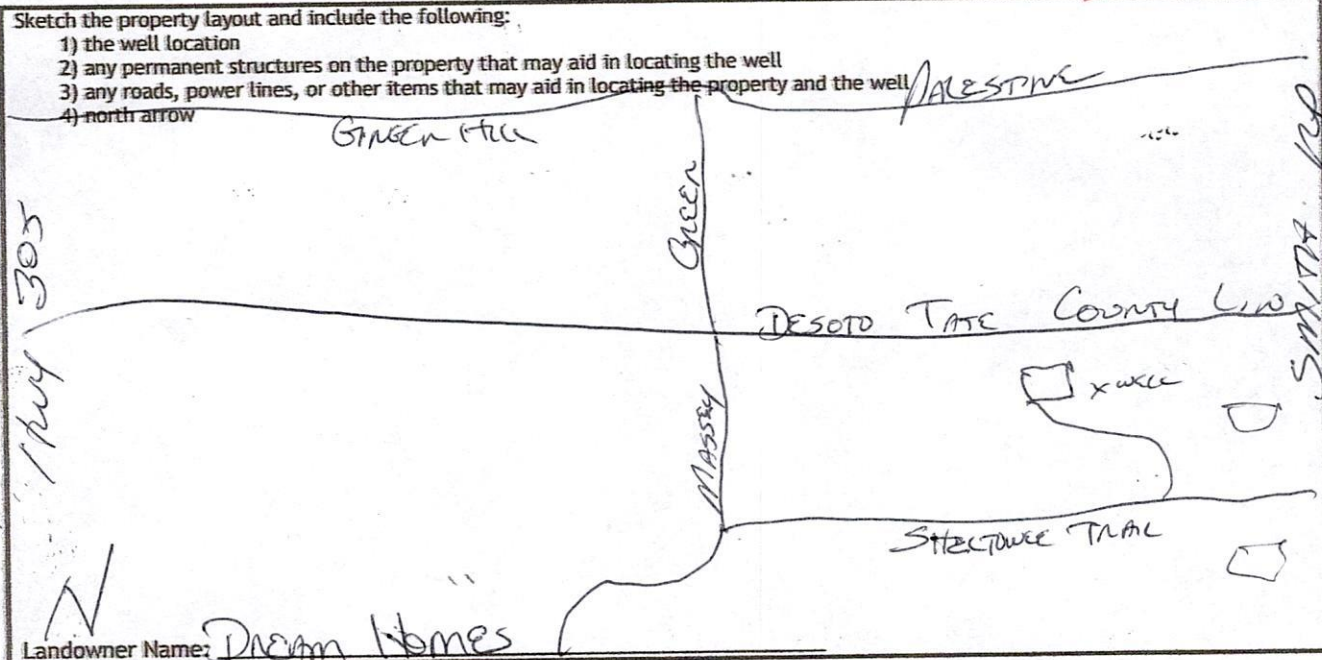 Sketch the property layout and include the following:
1) the well location
2) any permanent structures on the property that may aid in locating the well
3) any roads, power lines, or other items that may aid in locating the property and the well
PALESTINE
4) north arrow
GINGER HILL
SMITH RD
GREEN
Hwy 305
DESOTO TATE COUNTY LIN
x WELL
MASSEY
SHELTOWEE TRAIL
N
Landowner Name: DREAM HOMES